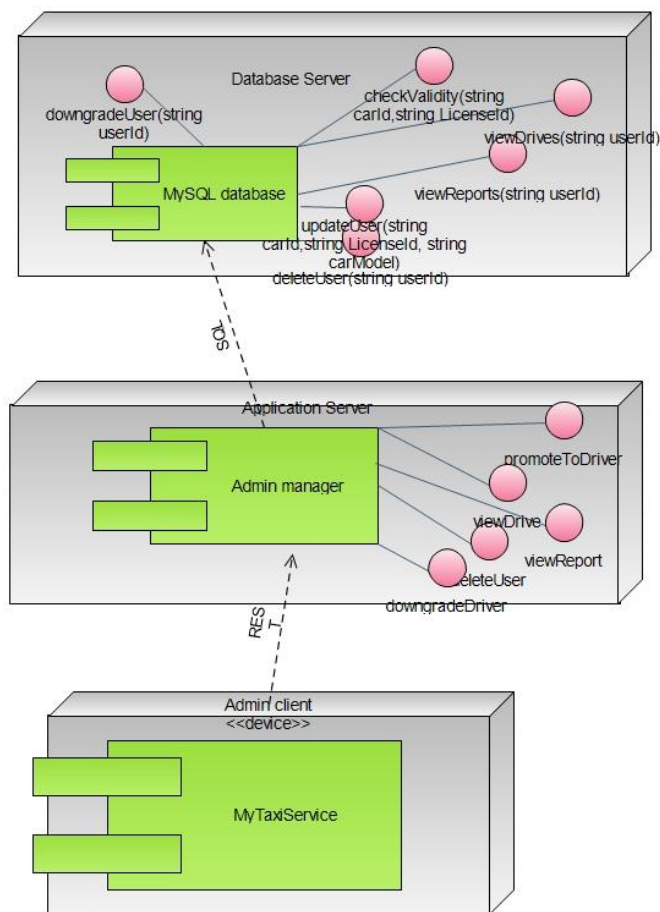 Database Server
downgradeUser(string
userId)
checkValidity(string
carId,string LicenseId)
viewDrives(string userId)
MySQL database
viewReports(string userId)
updateUser(string
carId,string LicenseId, string
carModel)
deleteUser(string userId)
SQL
Application Server
promoteToDriver
Admin manager
viewDrive
viewReport
deleteUser
downgradeDriver
RES
T
Admin client
<<device>>
MyTaxiService